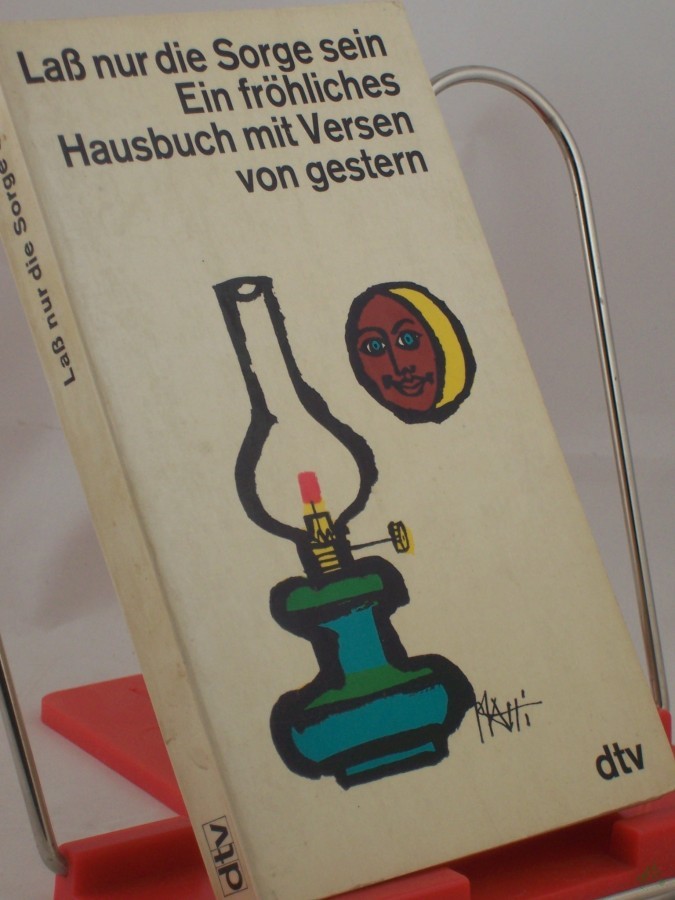 Laß nur die Sorge sein
Ein fröhliches
Hausbuch mit Versen
von gestern
dtv
Laß nur die Sorge
dtv